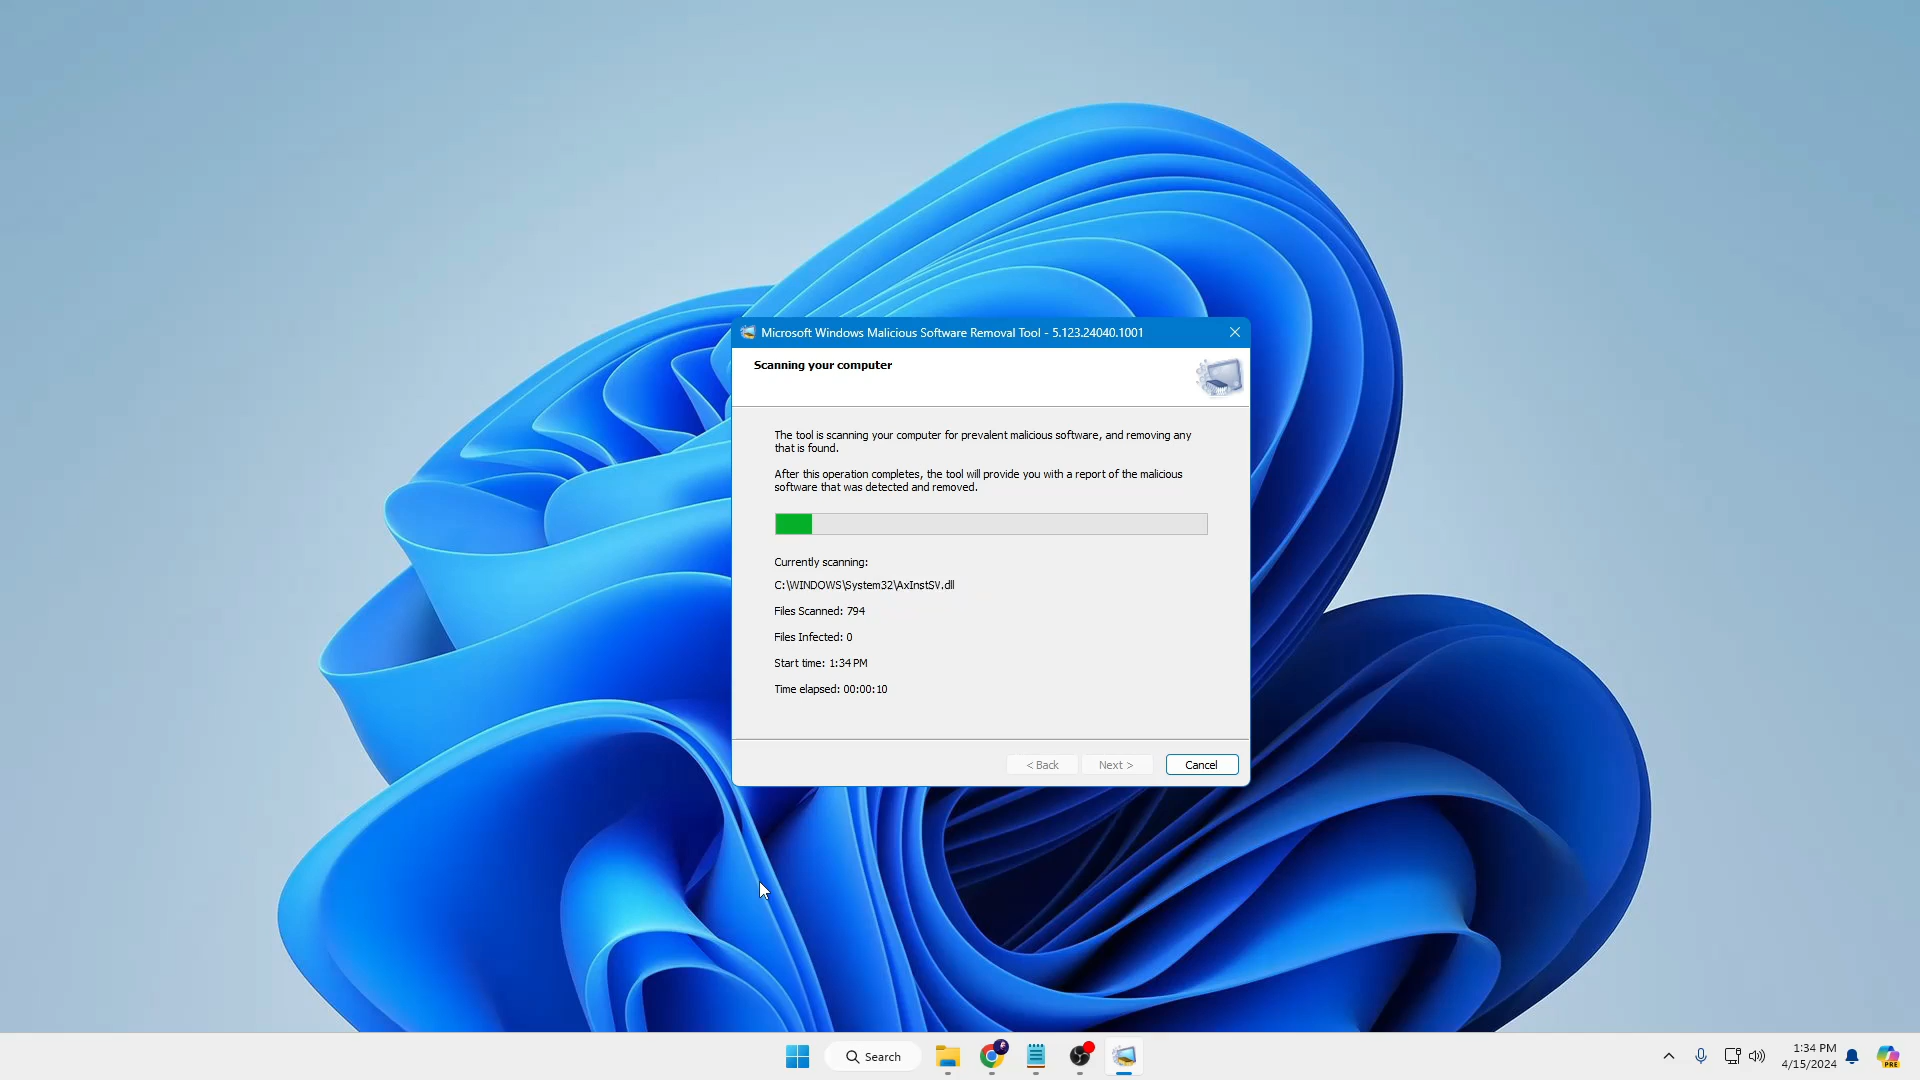 Microsoft Windows Malicious Software Removal Tool - 5.123.24040.1001
Scanning your computer
The tool is scanning your computer for prevalent malicious software, and removing any
that is found.
After this operation completes, the tool will provide you with a report of the malicious
software that was detected and removed.
Currently scanning:
C:\WINDOWS\System32\AxInstSV.dll
Files Scanned: 794
Files Infected: 0
Start time: 1:34 PM
Time elapsed: 00:00:10
< Back
Next >
Cancel
Search
1:34 PM
4/15/2024
PRE